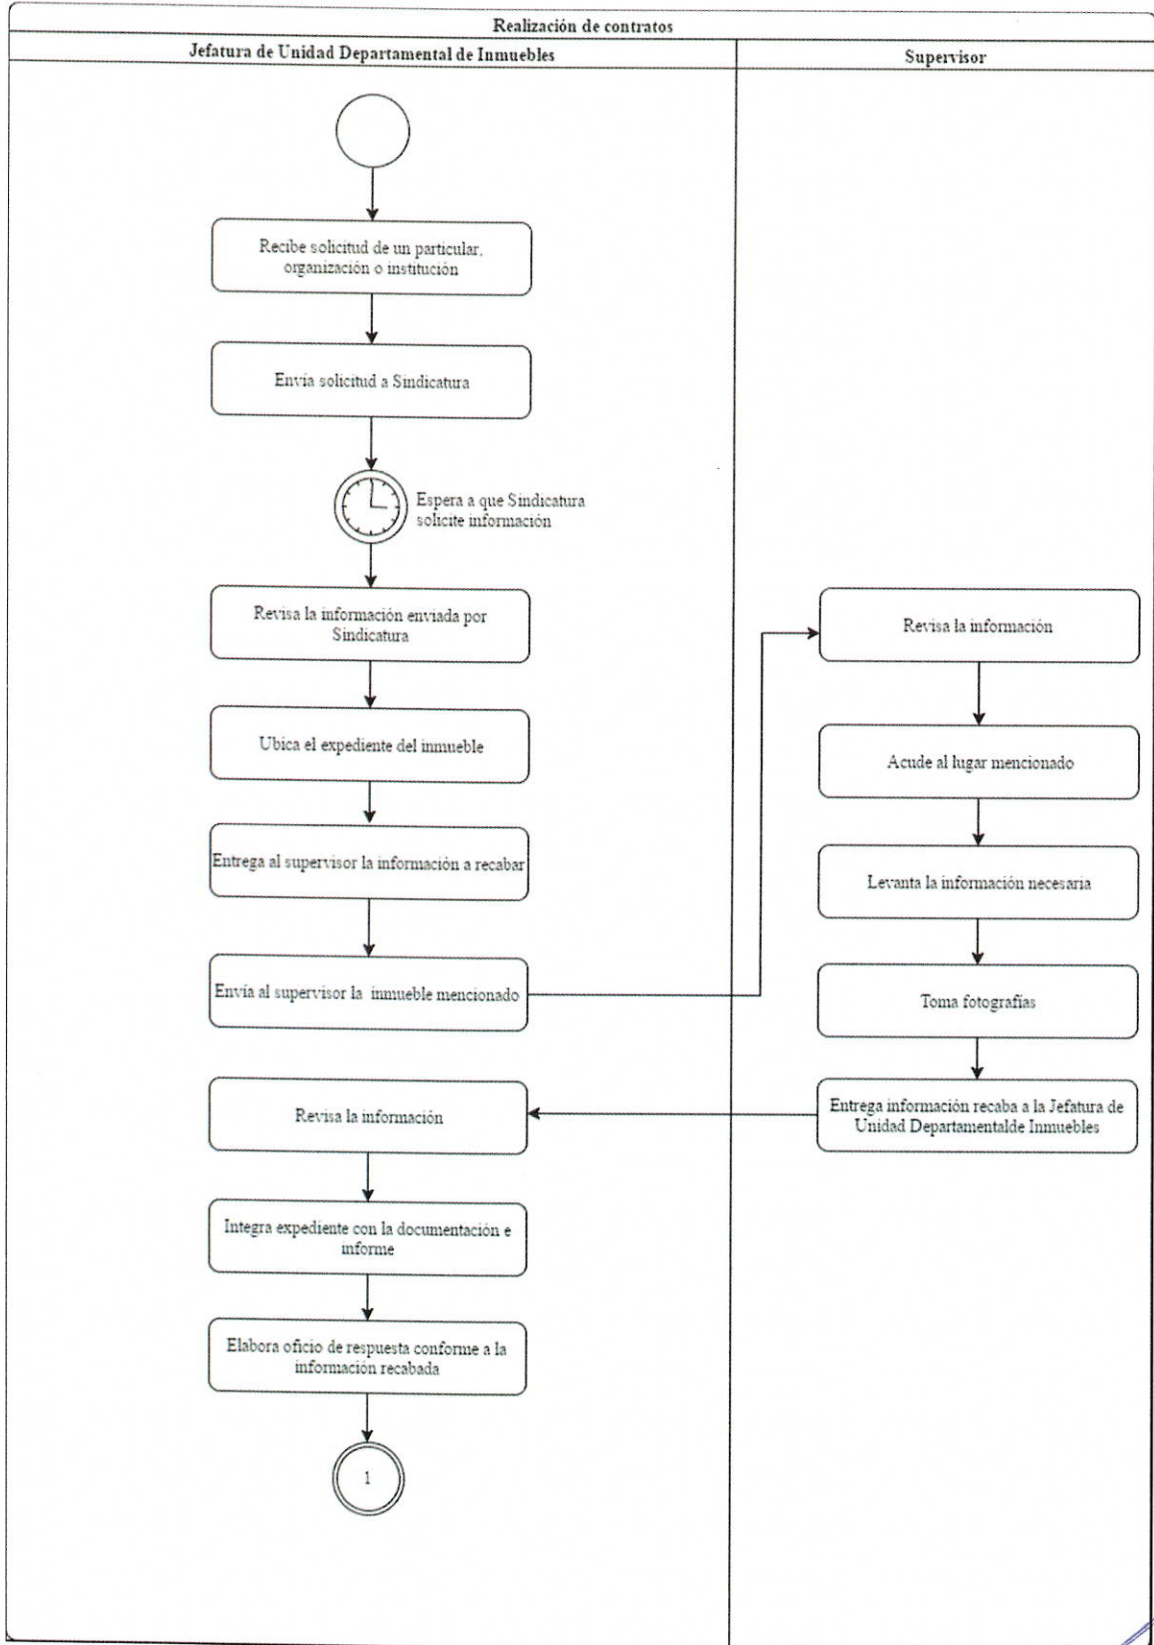 Realización de contratos
Jefatura de Unidad Departamental de Inmuebles
Supervisor
Recibe solicitud de un particular,
organización o institución
Envía solicitud a Sindicatura
Espera a que Sindicatura
solicite información
Revisa la información enviada por
Sindicatura
Ubica el expediente del inmueble
Entrega al supervisor la información a recabar
Envía al supervisor la  inmueble mencionado
Revisa la información
Acude al lugar mencionado
Levanta la información necesaria
Toma fotografías
Entrega información recaba a la Jefatura de
Unidad Departamentalde Inmuebles
Revisa la información
Integra expediente con la documentación e
informe
Elabora oficio de respuesta conforme a la
información recabada
1